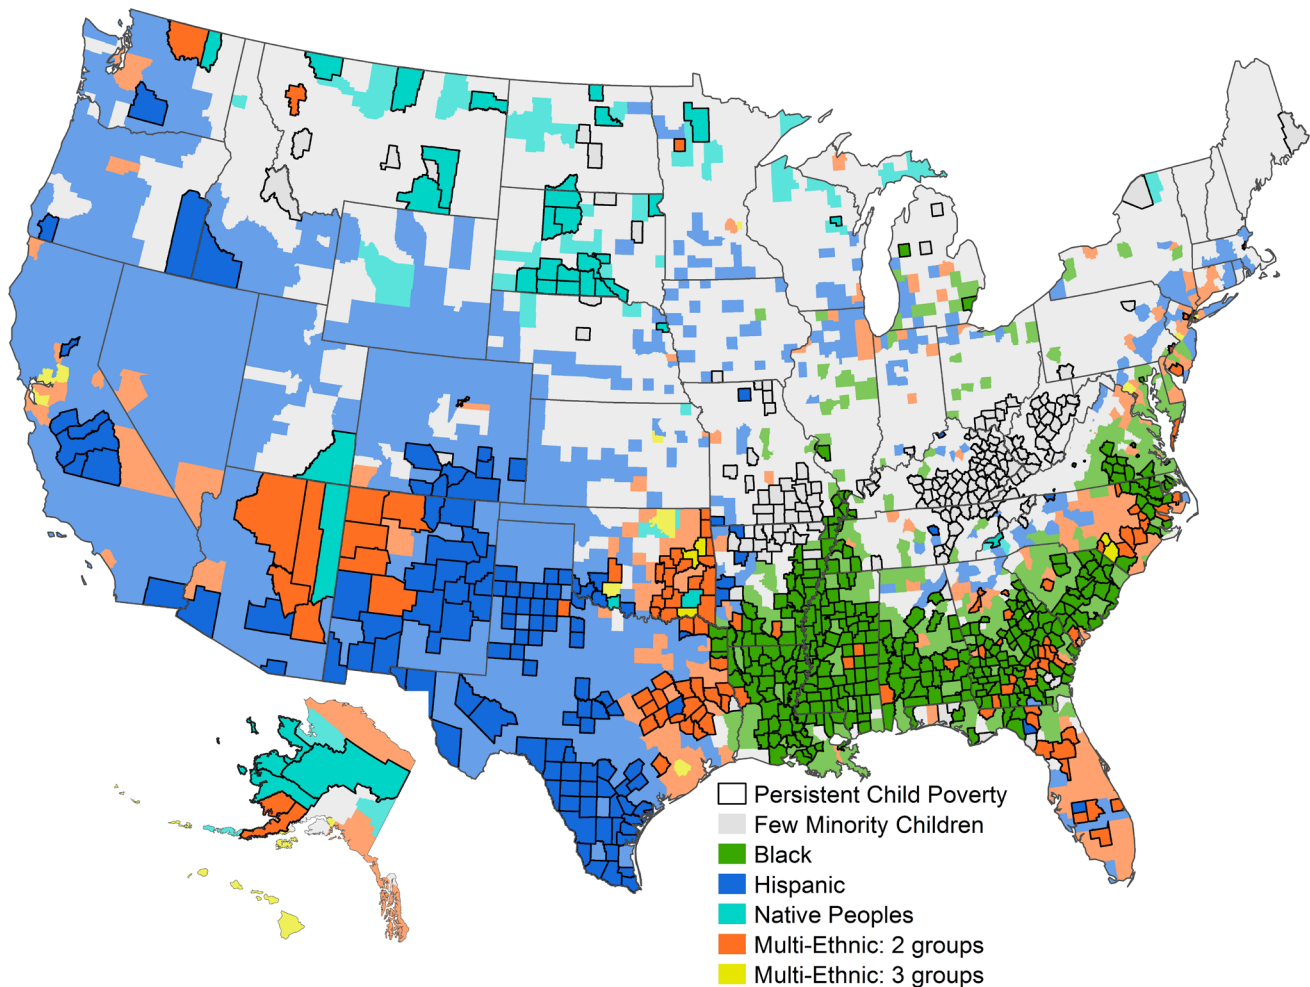 Persistent Child Poverty
Few Minority Children
Black
Hispanic
Native Peoples
Multi-Ethnic: 2 groups
Multi-Ethnic: 3 groups